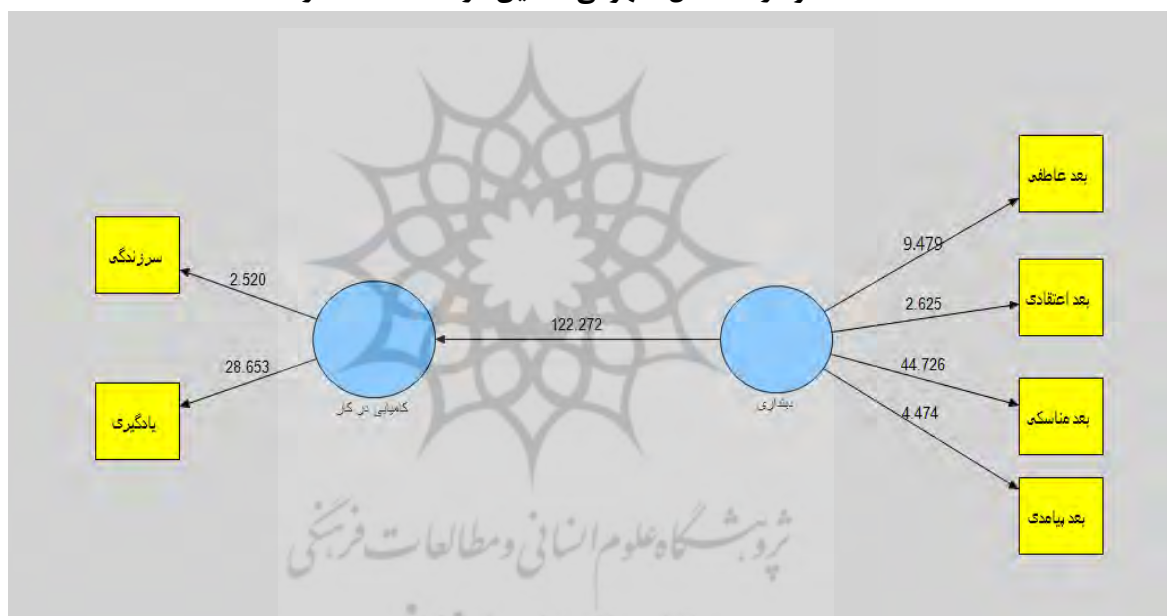 بعد عاطفی
9.479
سرزندگی
بعد اعتقادی
2.520
2.625
122.272
28.653
44.726
کامیابی در کار
دینداری
بعد مناسکی
یادگیری
4.474
بعد پیامدی
پژوهشگاه علوم انسانی و مطالعات فرهنگی